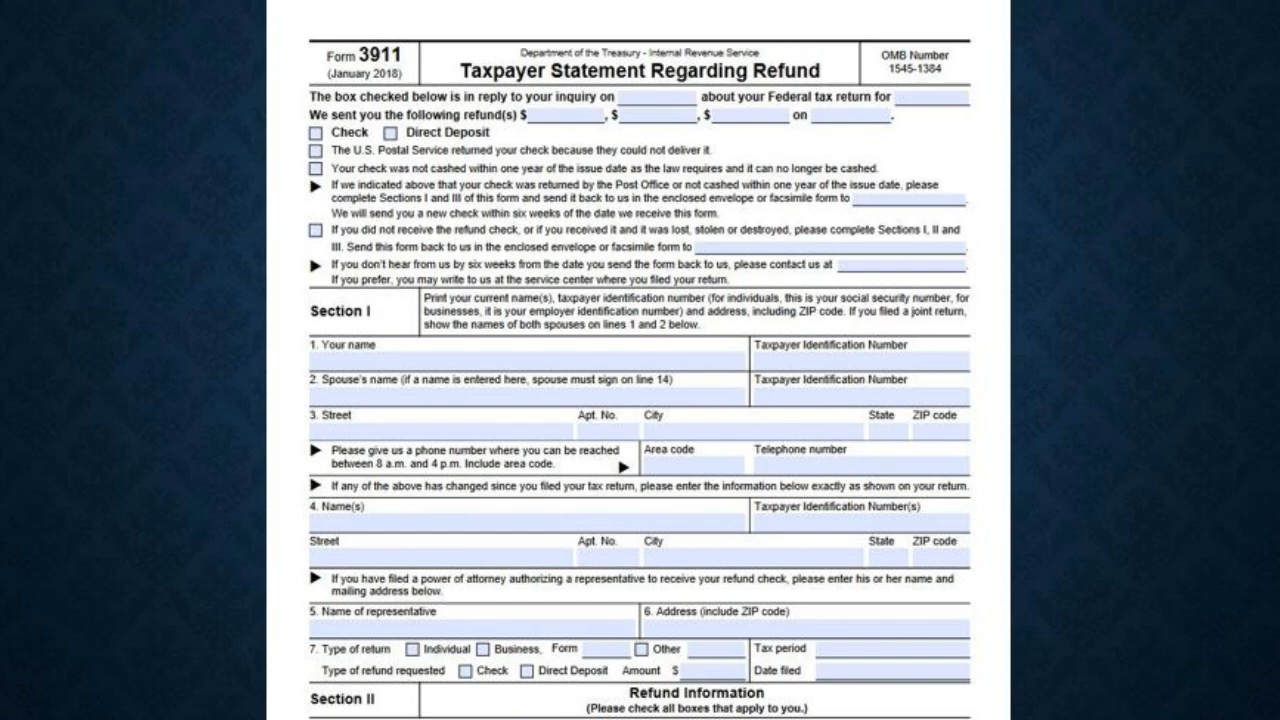 Form 3911
(January 2018)
Department of the Treasury - Internal Revenue Service
Taxpayer Statement Regarding Refund
OMB Number
1545-1384
The box checked below is in reply to your inquiry on about your Federal tax return for
We sent you the following refund(s) $ , $ , $ on .
Check Direct Deposit
The U.S. Postal Service returned your check because they could not deliver it.
Your check was not cashed within one year of the issue date as the law requires and it can no longer be cashed.
If we indicated above that your check was returned by the Post Office or not cashed within one year of the issue date, please
complete Sections I and III of this form and send it back to us in the enclosed envelope or facsimile form to .
We will send you a new check within six weeks of the date we receive this form.
If you did not receive the refund check, or if you received it and it was lost, stolen or destroyed, please complete Sections I, II and
III. Send this form back to us in the enclosed envelope or facsimile form to .
If you don't hear from us by six weeks from the date you send the form back to us, please contact us at .
If you prefer, you may write to us at the service center where you filed your return.
Section I
Print your current name(s), taxpayer identification number (for individuals, this is your social security number, for
businesses, it is your employer identification number) and address, including ZIP code. If you filed a joint return,
show the names of both spouses on lines 1 and 2 below.
1. Your name Taxpayer Identification Number
2. Spouse's name (if a name is entered here, spouse must sign on line 14) Taxpayer Identification Number
3. Street Apt. No. City State ZIP code
Please give us a phone number where you can be reached
between 8 a.m. and 4 p.m. Include area code.
Area code Telephone number
If any of the above has changed since you filed your tax return, please enter the information below exactly as shown on your return.
4. Name(s) Taxpayer Identification Number(s)
Street Apt. No. City State ZIP code
If you have filed a power of attorney authorizing a representative to receive your refund check, please enter his or her name and
mailing address below.
5. Name of representative 6. Address (include ZIP code)
7. Type of return Individual Business, Form Other Tax period
Type of refund requested Check Direct Deposit Amount $ Date filed
Section II
Refund Information
(Please check all boxes that apply to you.)